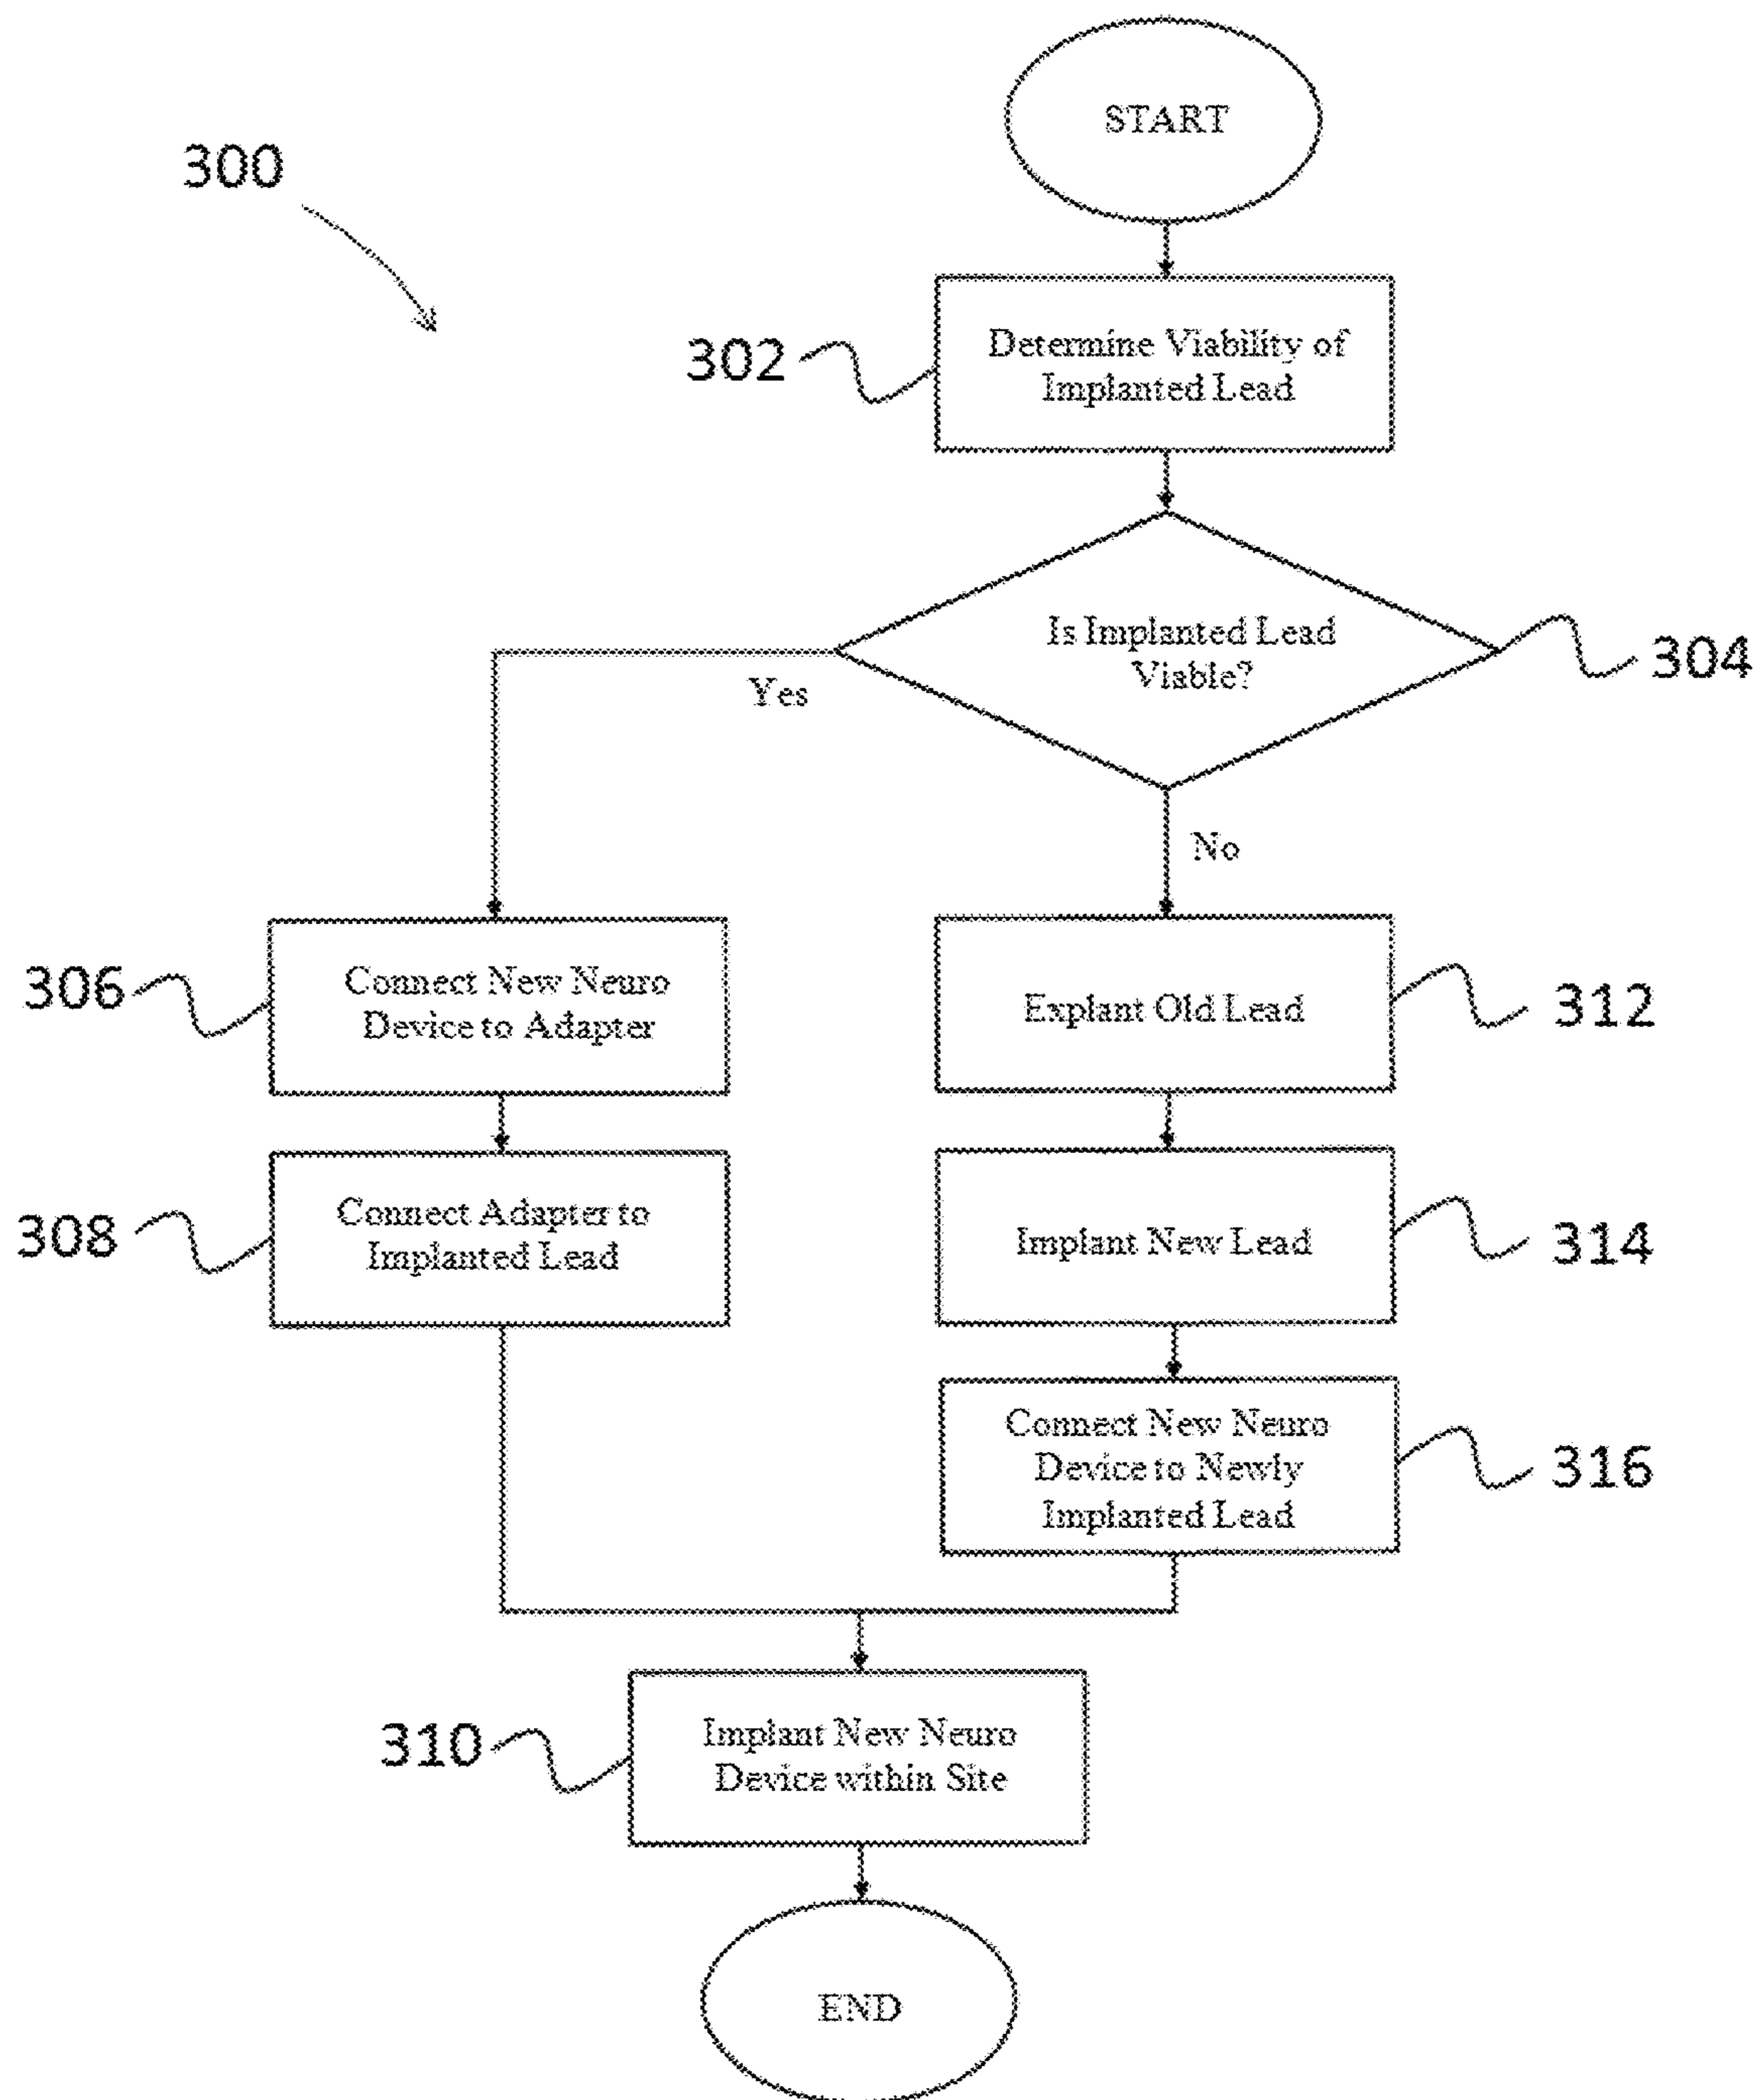 START
300
302
Determine Viability of
Implanted Lead
Is Implanted Lead
Viable?
304
Yes
No
306
Connect New Neuro
Device to Adapter
Explant Old Lead
312
308
Connect Adapter to
Implanted Lead
Implant New Lead
314
Connect New Neuro
Device to Newly
Implanted Lead
316
310
Implant New Neuro
Device within Site
END